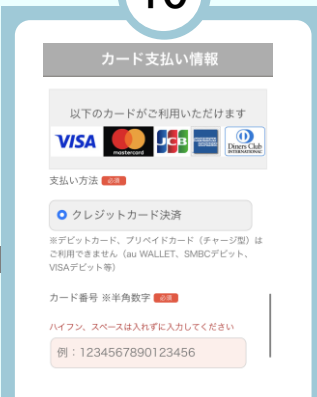 10
カード支払い情報
以下のカードがご利用いただけます
VISA mastercard JCB AMERICAN EXPRESS Diners Club INTERNATIONAL
支払い方法 必須
クレジットカード決済
※デビットカード、プリペイドカード（チャージ型）は
ご利用できません（au WALLET、SMBCデビット、
VISAデビット等）
カード番号 ※半角数字 必須
ハイフン、スペースは入れずに入力してください
例：1234567890123456